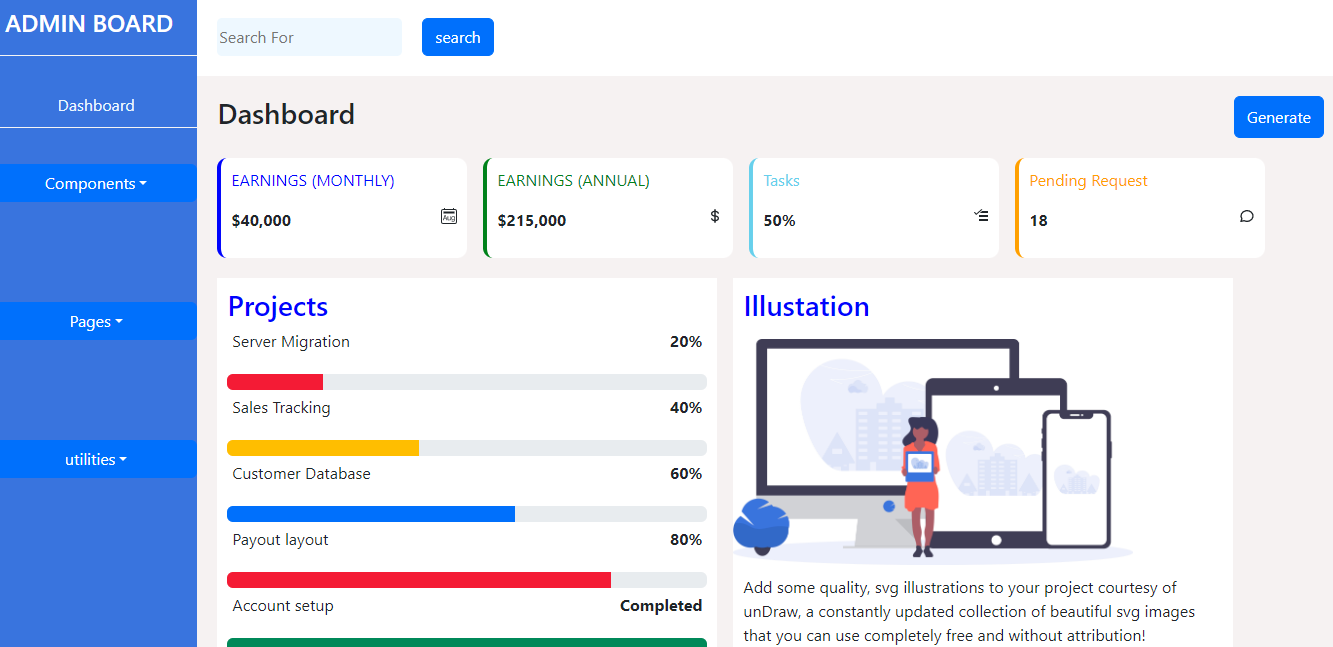 ADMIN BOARD
Search For
search
Dashboard
Dashboard
Generate
Components
Pages
utilities
EARNINGS (MONTHLY)
$40,000
Aug
EARNINGS (ANNUAL)
$215,000
$
Tasks
50%
Pending Request
18
Projects
Server Migration 20%
Sales Tracking 40%
Customer Database 60%
Payout layout 80%
Account setup Completed
Illustation
Add some quality, svg illustrations to your project courtesy of
unDraw, a constantly updated collection of beautiful svg images
that you can use completely free and without attribution!